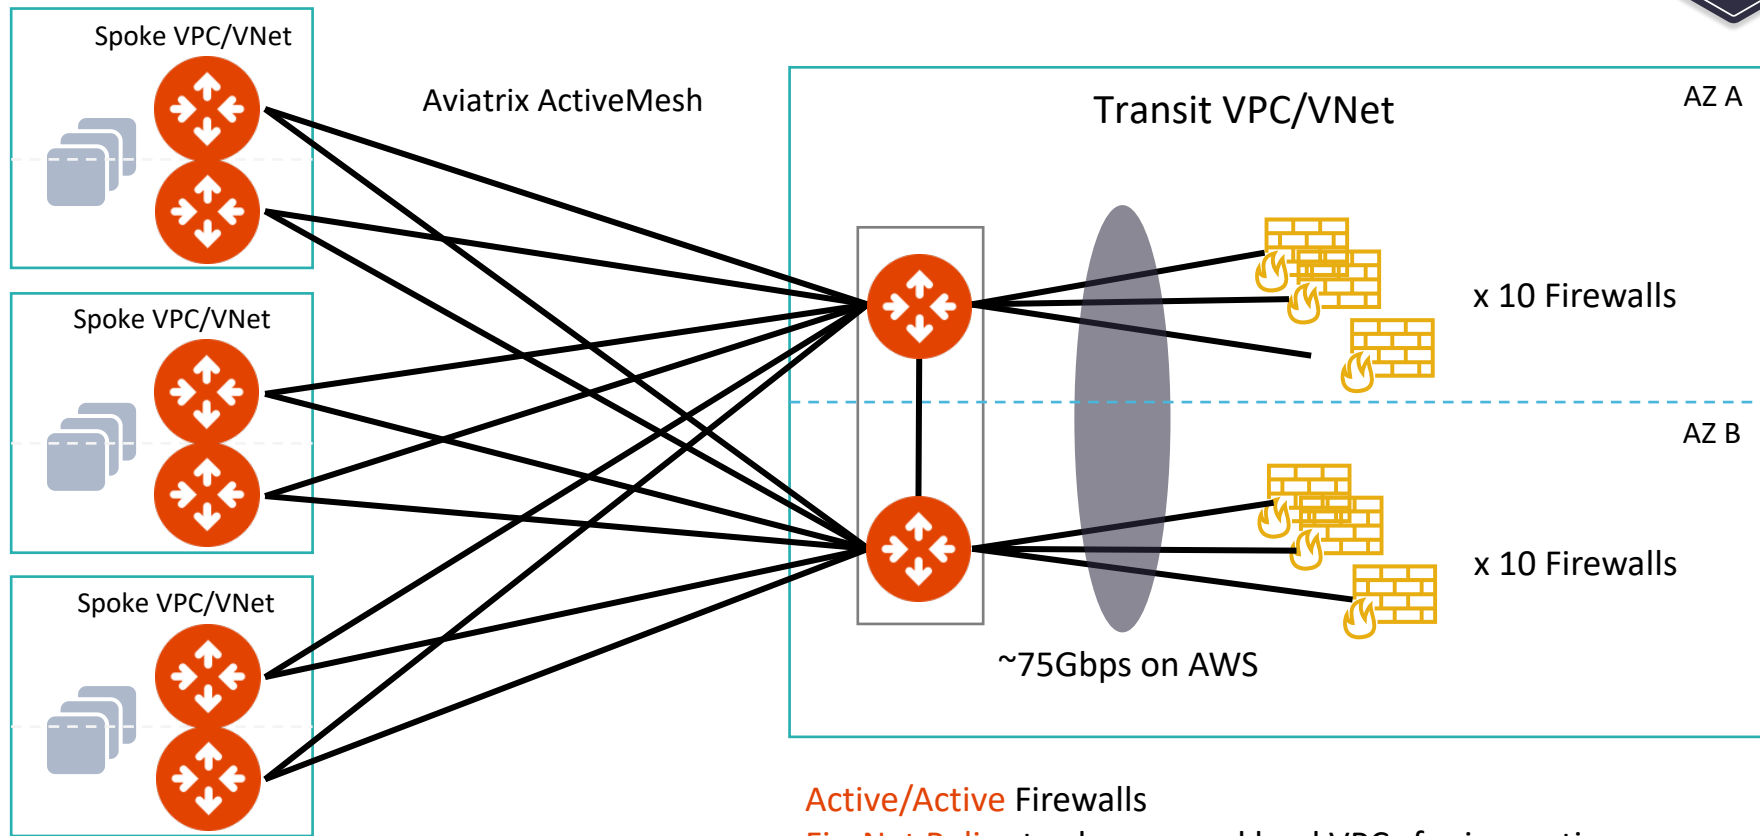 Spoke VPC/VNet
Aviatrix ActiveMesh
Transit VPC/VNet
AZ A
x 10 Firewalls
Spoke VPC/VNet
AZ B
x 10 Firewalls
Spoke VPC/VNet
~75Gbps on AWS
Active/Active Firewalls